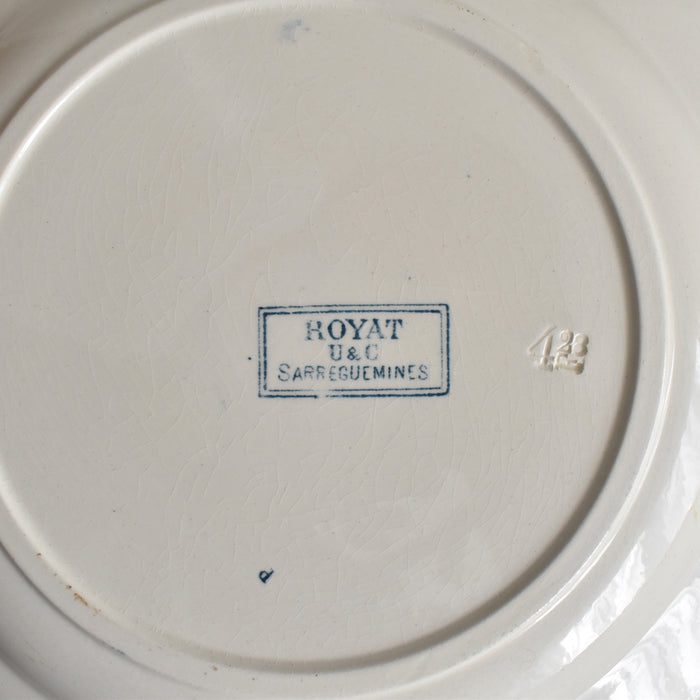 ROYAT
U & C
SARREGUEMINES
P